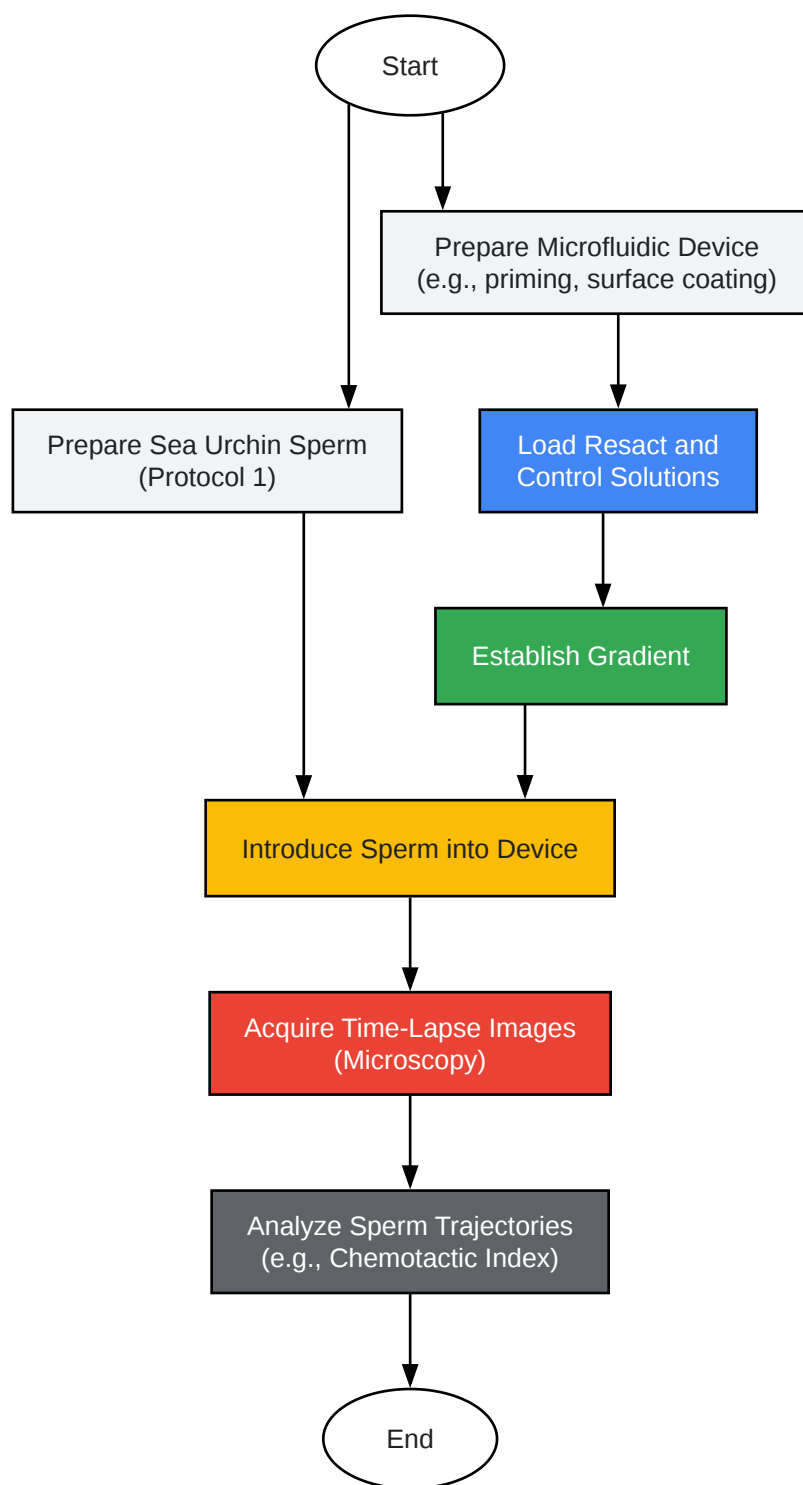 Start
Prepare Microfluidic Device
(e.g., priming, surface coating)
Prepare Sea Urchin Sperm
(Protocol 1)
Load Resact and
Control Solutions
Establish Gradient
Introduce Sperm into Device
Acquire Time-Lapse Images
(Microscopy)
Analyze Sperm Trajectories
(e.g., Chemotactic Index)
End